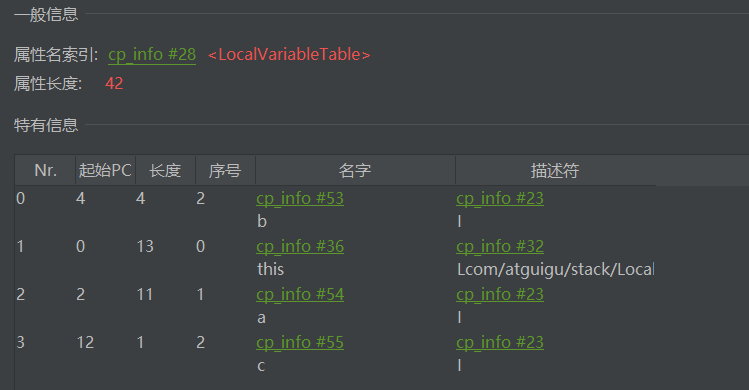 一般信息
属性名索引: cp_info #28 <LocalVariableTable>
属性长度: 42
特有信息
Nr. 起始PC 长度 序号 名字 描述符
0 4 4 2 cp_info #53 cp_info #23
b I
1 0 13 0 cp_info #36 cp_info #32
this Lcom/atguigu/stack/Local
2 2 11 1 cp_info #54 cp_info #23
a I
3 12 1 2 cp_info #55 cp_info #23
c I